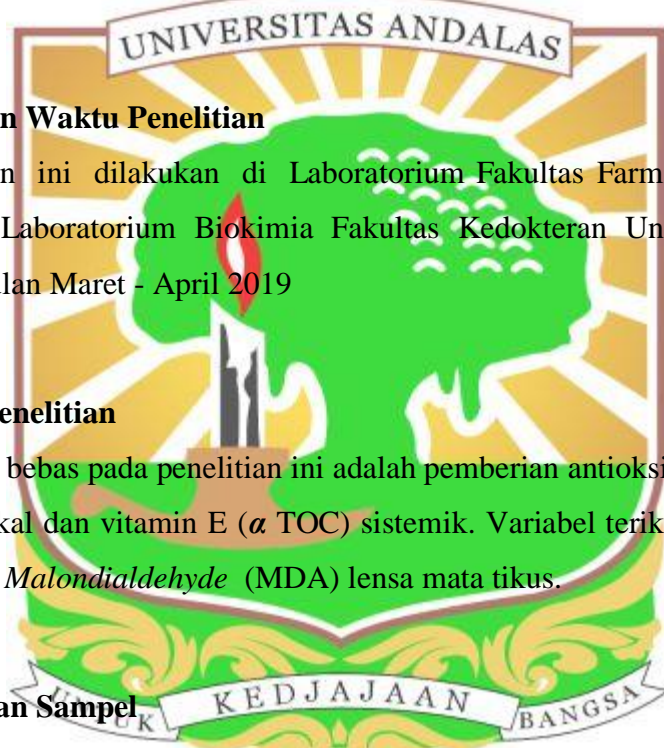 UNIVERSITAS ANDALAS
n Waktu Penelitian
n ini dilakukan di Laboratorium Fakultas Farm
Laboratorium Biokimia Fakultas Kedokteran Un
lan Maret - April 2019
enelitian
bebas pada penelitian ini adalah pemberian antioksi
kal dan vitamin E (α TOC) sistemik. Variabel terik
Malondialdehyde (MDA) lensa mata tikus.
an Sampel
UNTUK KEDJAJAAN BANGSA